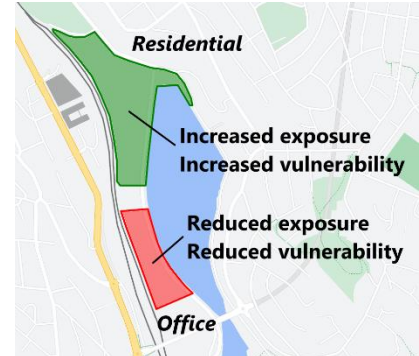 Residential
Increased exposure
Increased vulnerability
Reduced exposure
Reduced vulnerability
Office